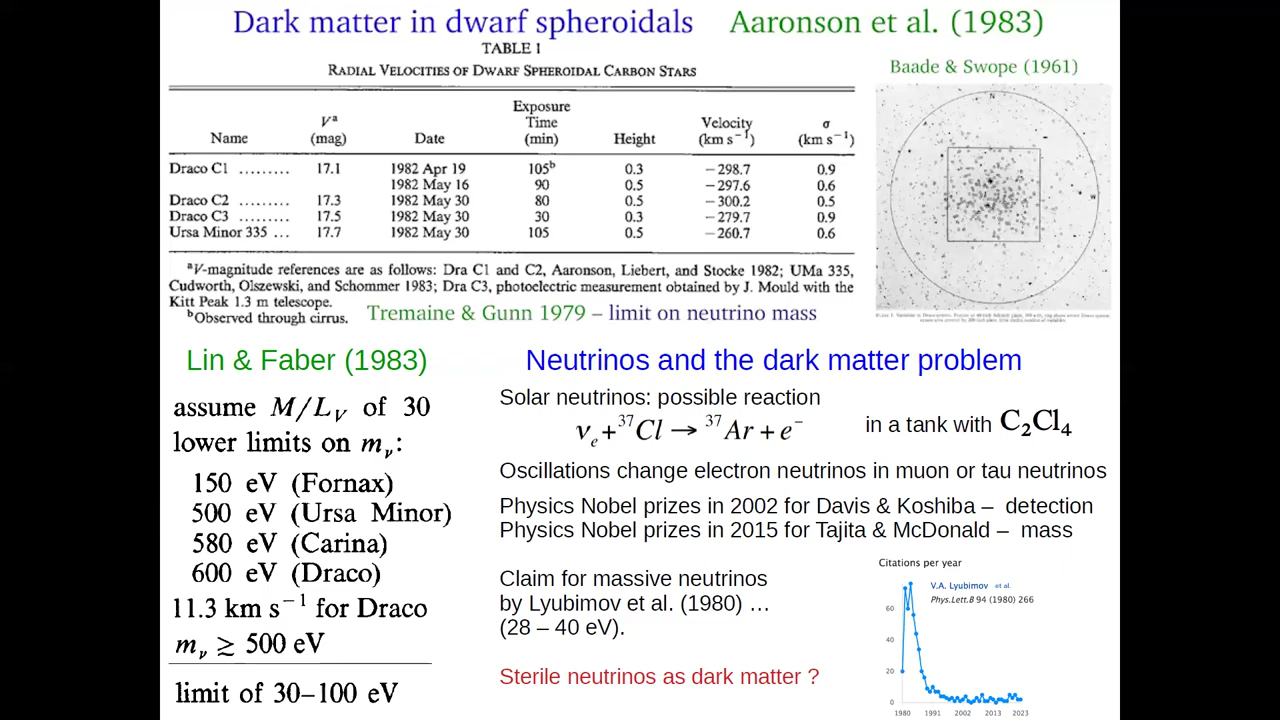 Dark matter in dwarf spheroidals Aaronson et al. (1983)
TABLE 1
RADIAL VELOCITIES OF DWARF SPHEROIDAL CARBON STARS
Name Vᵃ (mag) Date Exposure Time (min) Height Velocity (km s⁻¹) σ (km s⁻¹)
Draco C1 ......... 17.1 1982 Apr 19 105ᵇ 0.3 −298.7 0.9
1982 May 16 90 0.5 −297.6 0.6
Draco C2 ......... 17.3 1982 May 30 80 0.5 −300.2 0.5
Draco C3 ......... 17.5 1982 May 30 30 0.3 −279.7 0.9
Ursa Minor 335 ... 17.7 1982 May 30 105 0.5 −260.7 0.6
ᵃV-magnitude references are as follows: Dra C1 and C2, Aaronson, Liebert, and Stocke 1982; UMa 335,
Cudworth, Olszewski, and Schommer 1983; Dra C3, photoelectric measurement obtained by J. Mould with the
Kitt Peak 1.3 m telescope.
ᵇObserved through cirrus.
Tremaine & Gunn 1979 – limit on neutrino mass
Baade & Swope (1961)
N
W
Lin & Faber (1983)
assume M/L_V of 30
lower limits on m_ν:
150 eV (Fornax)
500 eV (Ursa Minor)
580 eV (Carina)
600 eV (Draco)
11.3 km s⁻¹ for Draco
m_ν ≳ 500 eV
limit of 30–100 eV
Neutrinos and the dark matter problem
Solar neutrinos: possible reaction
ν_e + ³⁷Cl → ³⁷Ar + e⁻ in a tank with C₂Cl₄
Oscillations change electron neutrinos in muon or tau neutrinos
Physics Nobel prizes in 2002 for Davis & Koshiba – detection
Physics Nobel prizes in 2015 for Tajita & McDonald – mass
Claim for massive neutrinos
by Lyubimov et al. (1980) …
(28 – 40 eV).
Sterile neutrinos as dark matter ?
Citations per year
V.A. Lyubimov et al.
Phys.Lett.B 94 (1980) 266
60
40
20
0
1980 1991 2002 2013 2023